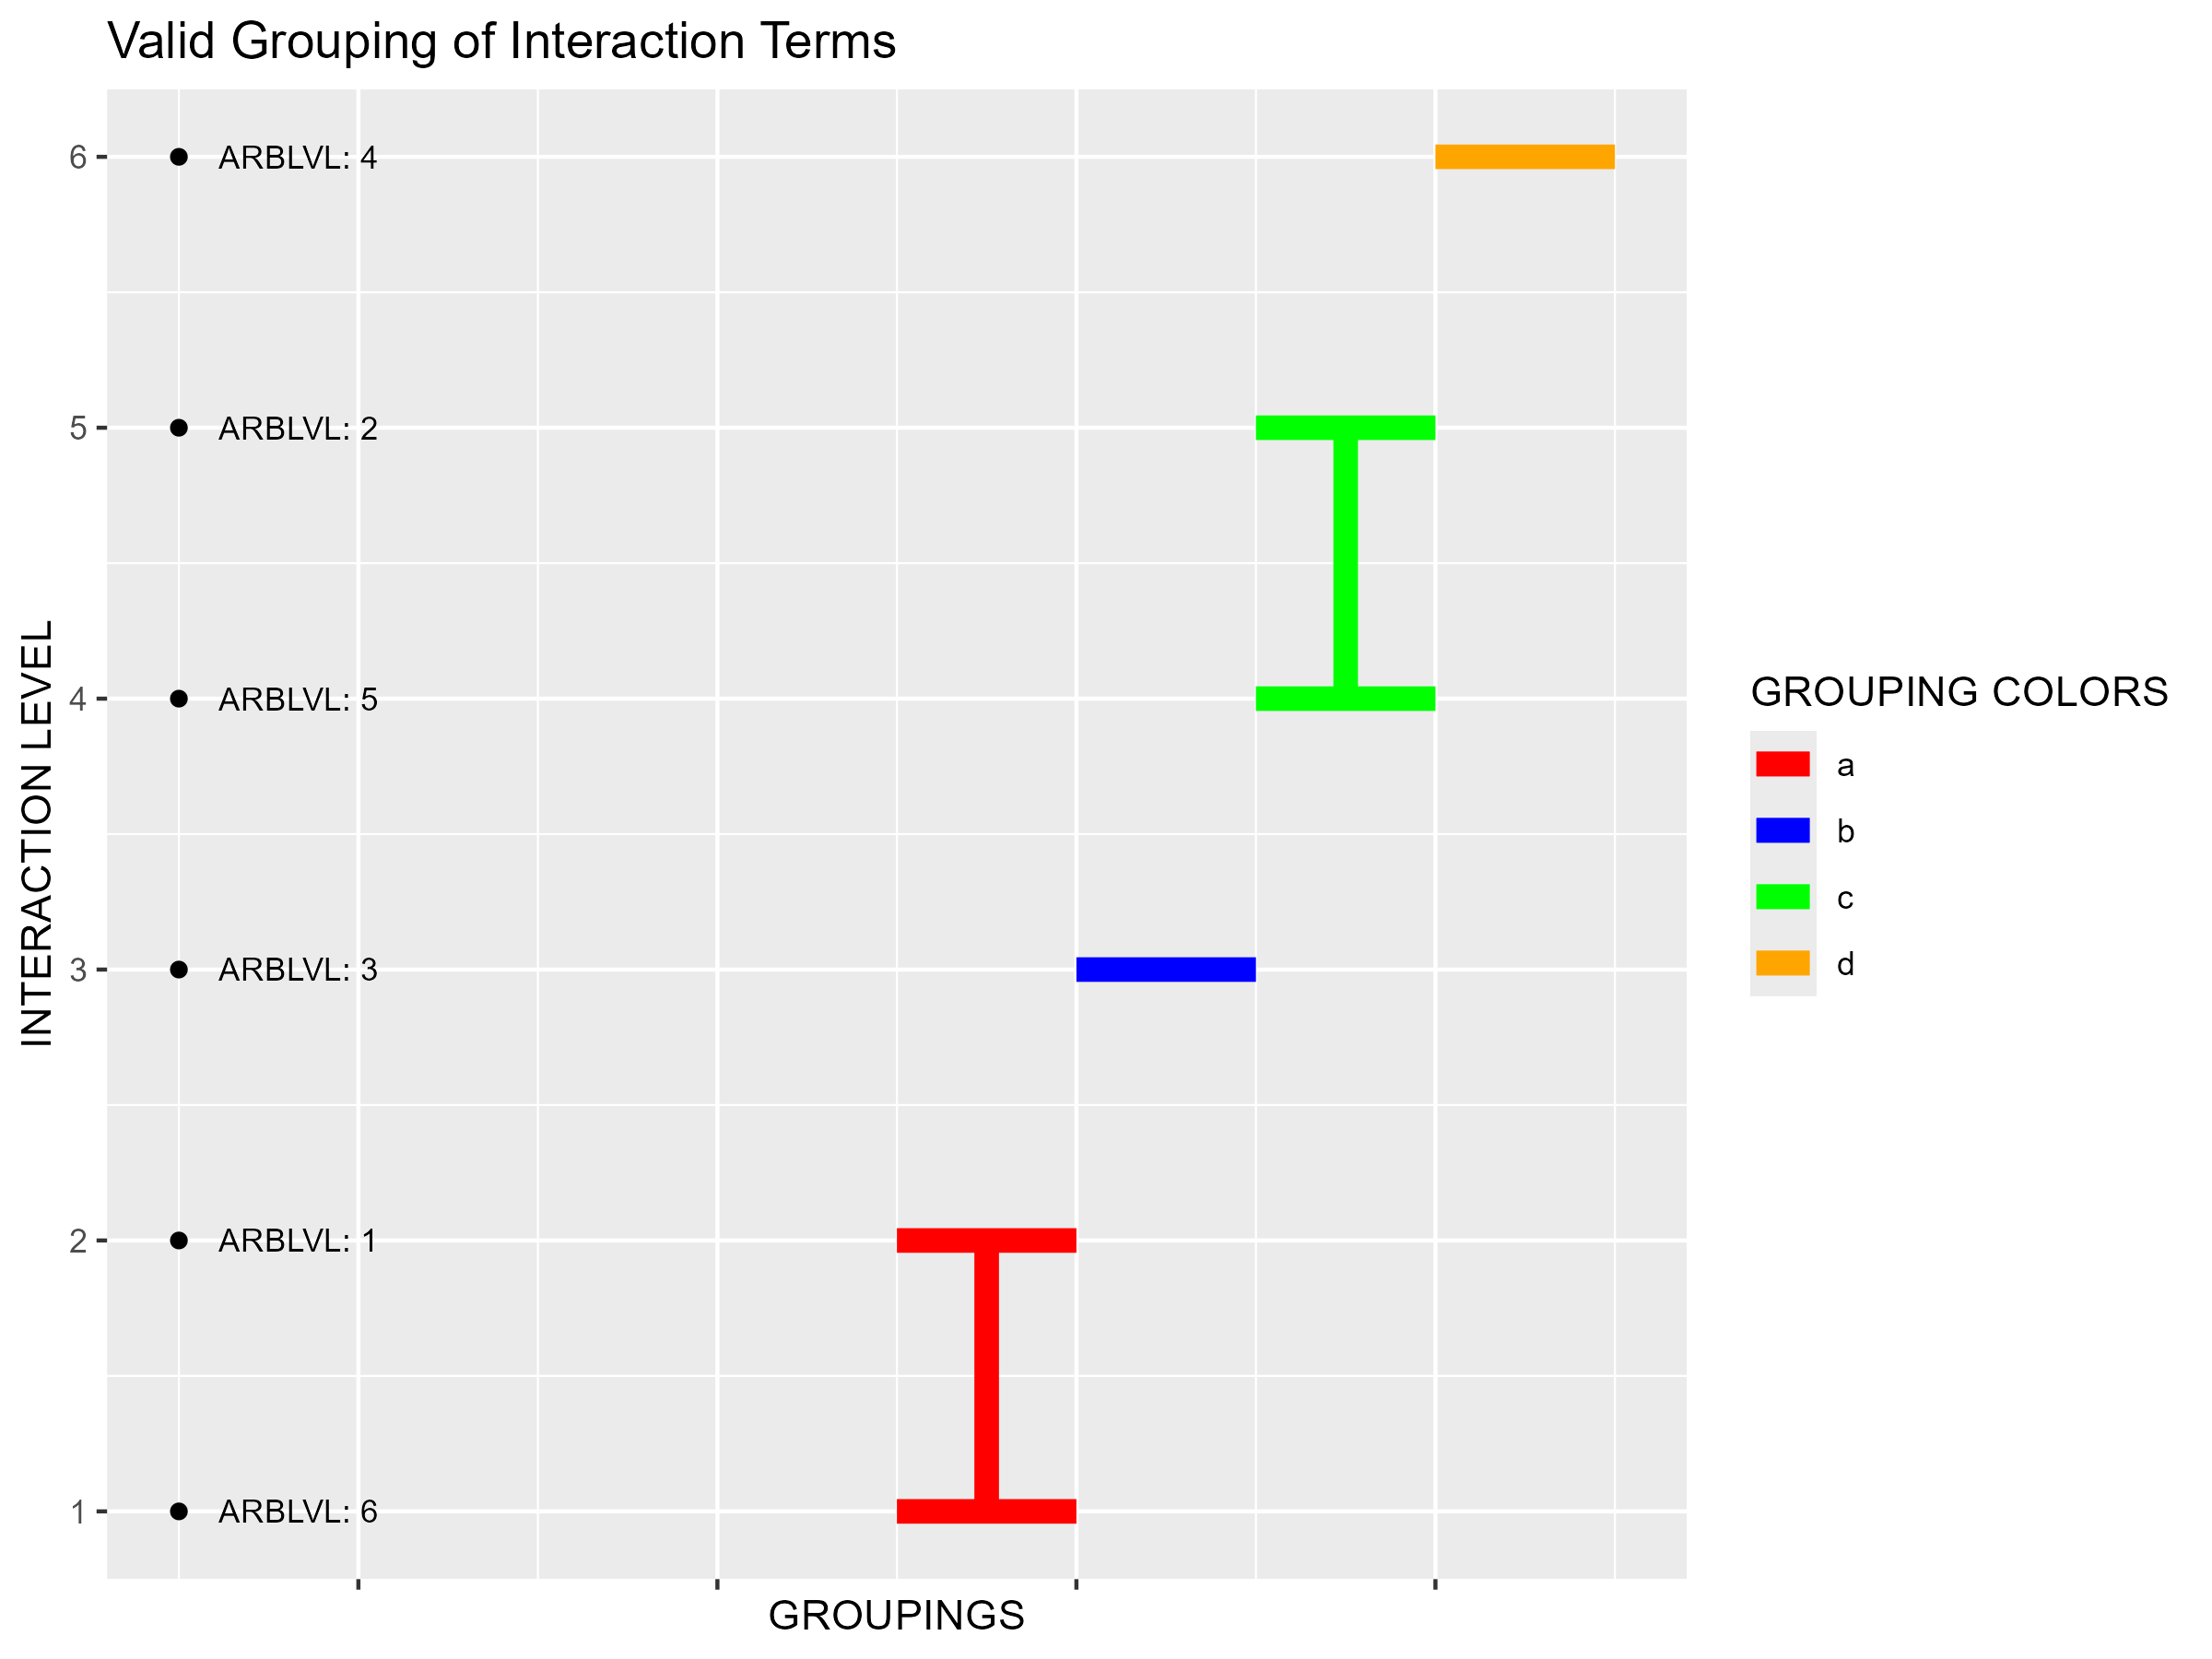 Valid Grouping of Interaction Terms
INTERACTION LEVEL
6
ARBLVL: 4
5
ARBLVL: 2
4
ARBLVL: 5
3
ARBLVL: 3
2
ARBLVL: 1
1
ARBLVL: 6
GROUPINGS
GROUPING COLORS
a
b
c
d